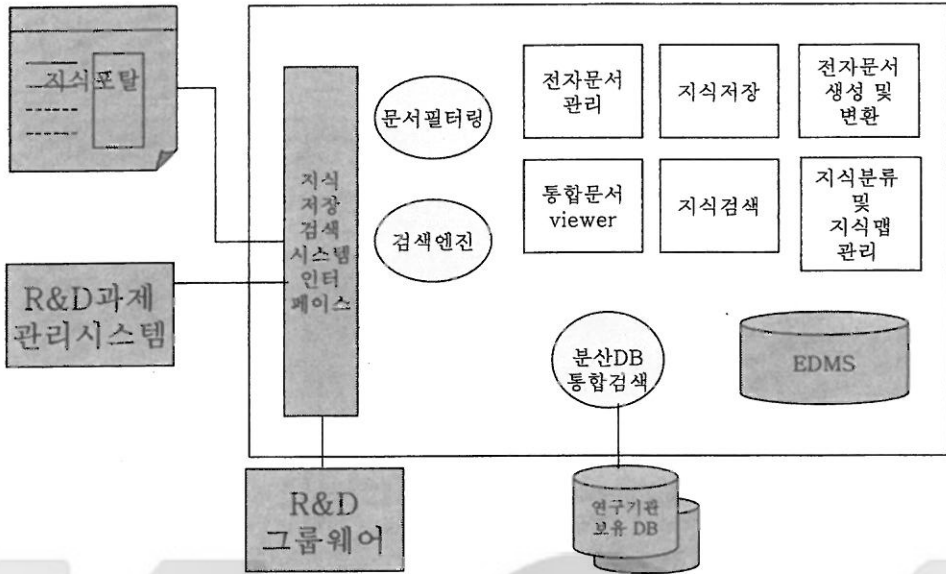 지식포탈
지식
저장
검색
시스템
인터
페이스
문서필터링
검색엔진
전자문서
관리
지식저장
전자문서
생성 및
변환
통합문서
viewer
지식검색
지식분류
및
지식맵
관리
R&D과제
관리시스템
분산DB
통합검색
EDMS
R&D
그룹웨어
연구기관
보유 DB